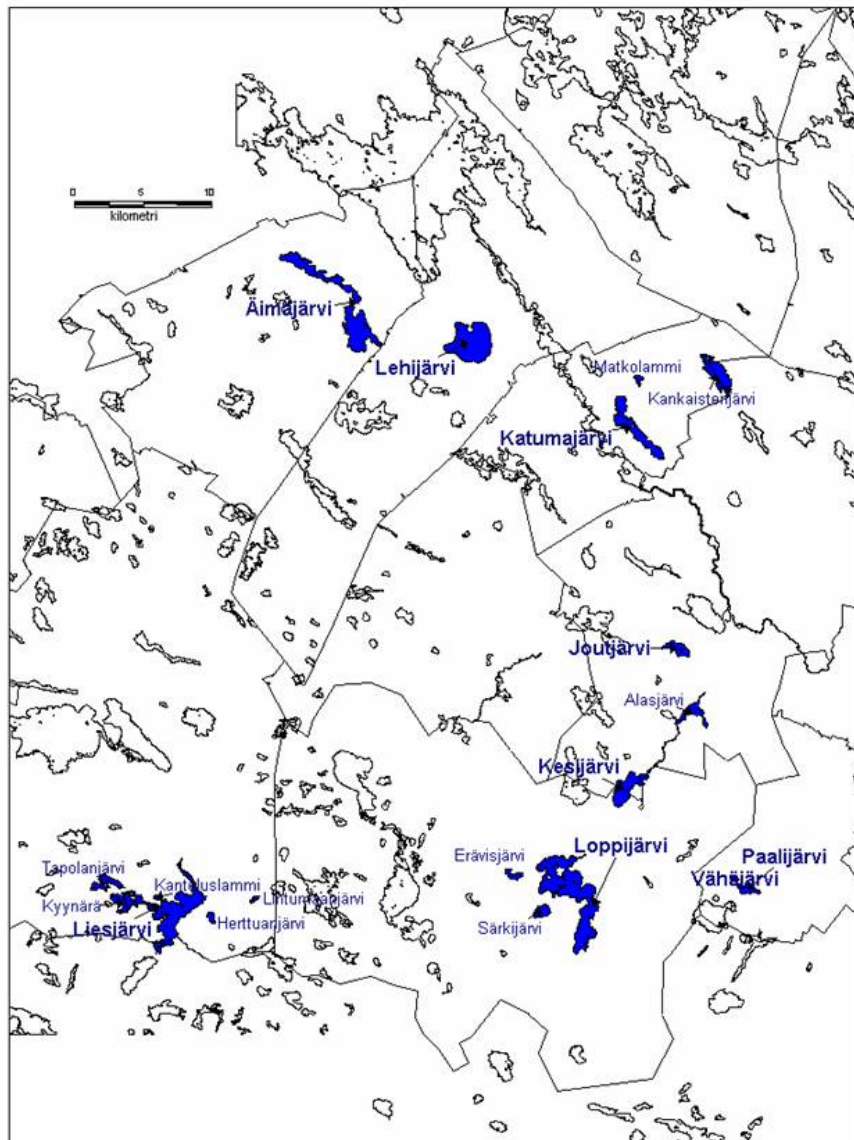 0 5 10
kilometri
Äimäjärvi
Lehijärvi
Matkolammi
Kankaistenjärvi
Katumajärvi
Joutjärvi
Alasjärvi
Kesijärvi
Loppijärvi
Erävisjärvi
Paalijärvi
Vähäjärvi
Tapolanjärvi
Kanteluslammi
Lintumaanjärvi
Kyynärä
Herttuanjärvi
Särkijärvi
Liesjärvi